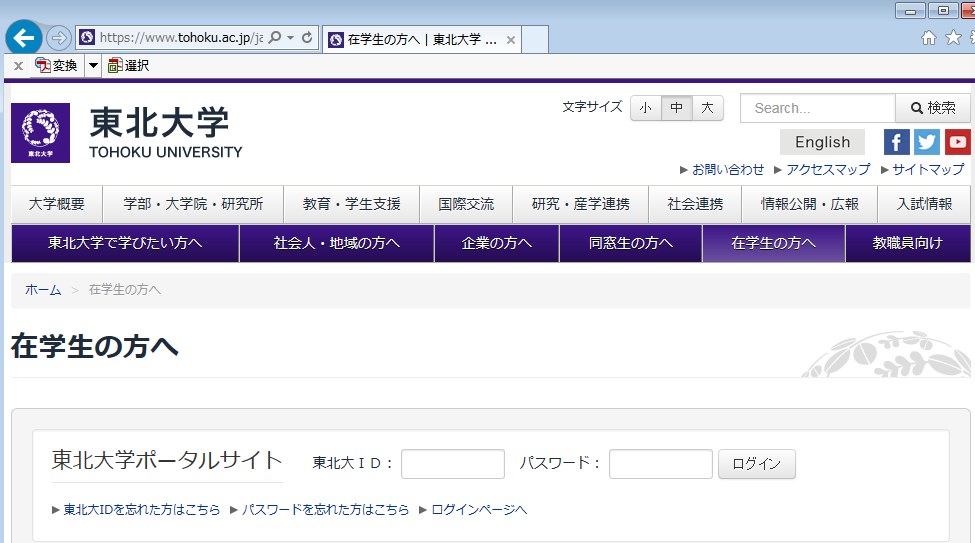 https://www.tohoku.ac.jp/ja
在学生の方へ | 東北大学 ...
変換 選択
東北大学
東北大学
TOHOKU UNIVERSITY
文字サイズ 小 中 大 Search... 検索
English
お問い合わせ アクセスマップ サイトマップ
大学概要 学部・大学院・研究所 教育・学生支援 国際交流 研究・産学連携 社会連携 情報公開・広報 入試情報
東北大学で学びたい方へ 社会人・地域の方へ 企業の方へ 同窓生の方へ 在学生の方へ 教職員向け
ホーム > 在学生の方へ
在学生の方へ
東北大学ポータルサイト 東北大ID： パスワード： ログイン
東北大IDを忘れた方はこちら パスワードを忘れた方はこちら ログインページへ